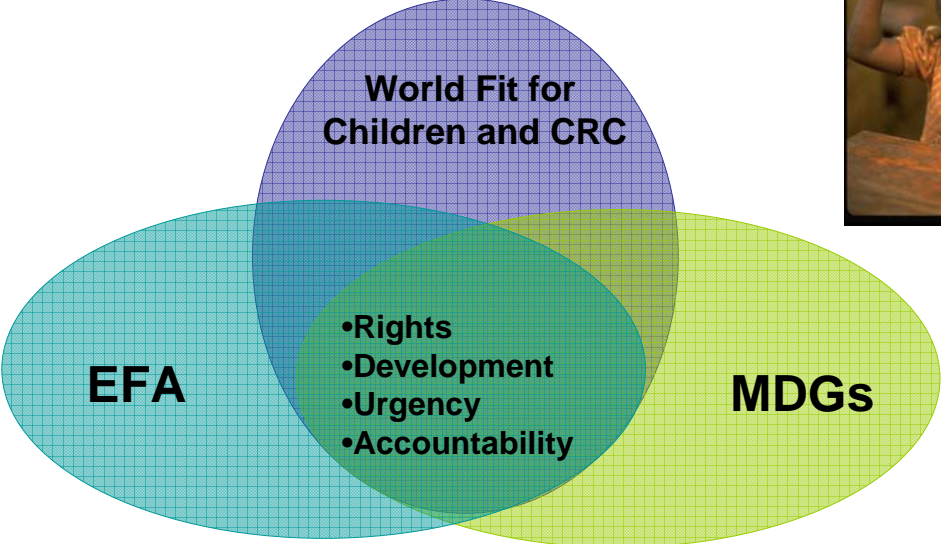 World Fit for
Children and CRC
•Rights
•Development
•Urgency
•Accountability
EFA
MDGs